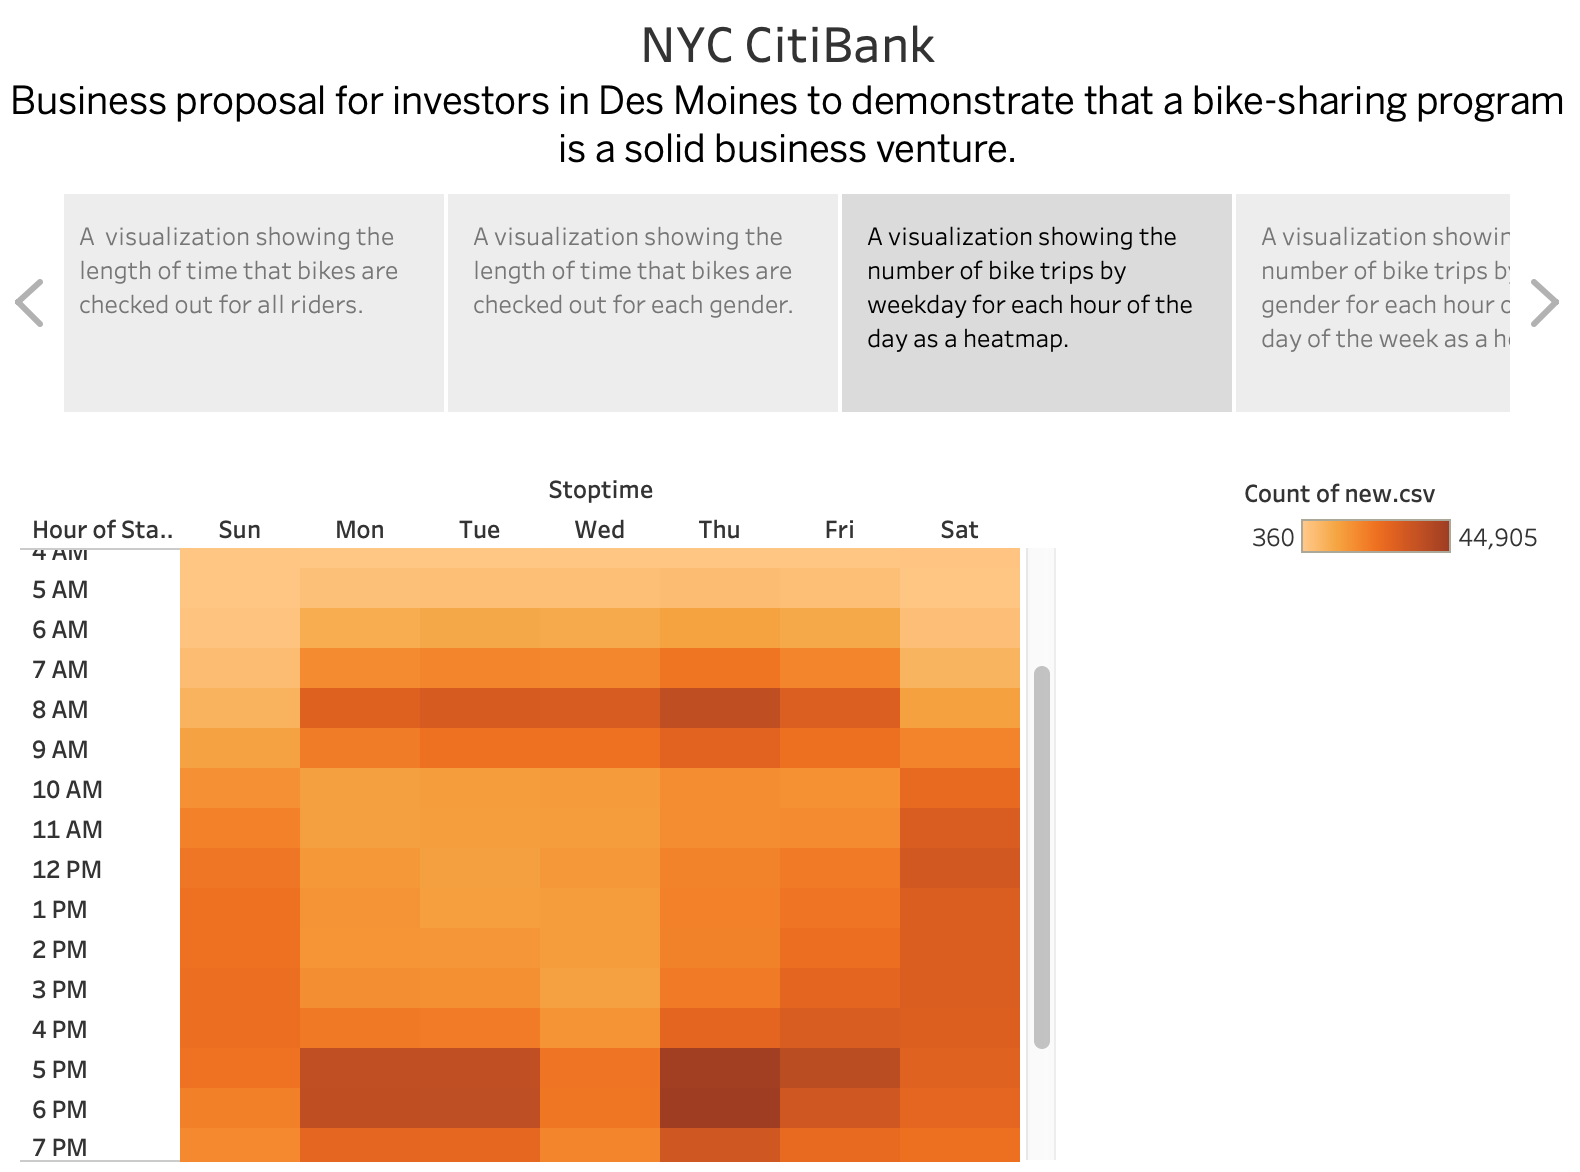 NYC CitiBank
Business proposal for investors in Des Moines to demonstrate that a bike-sharing program
is a solid business venture.
A  visualization showing the
length of time that bikes are
checked out for all riders.
A visualization showing the
length of time that bikes are
checked out for each gender.
A visualization showing the
number of bike trips by
weekday for each hour of the
day as a heatmap.
A visualization showin
number of bike trips by
gender for each hour o
day of the week as a h
Stoptime
Hour of Sta.. Sun Mon Tue Wed Thu Fri Sat
4 AM
5 AM
6 AM
7 AM
8 AM
9 AM
10 AM
11 AM
12 PM
1 PM
2 PM
3 PM
4 PM
5 PM
6 PM
7 PM
Count of new.csv
360 44,905